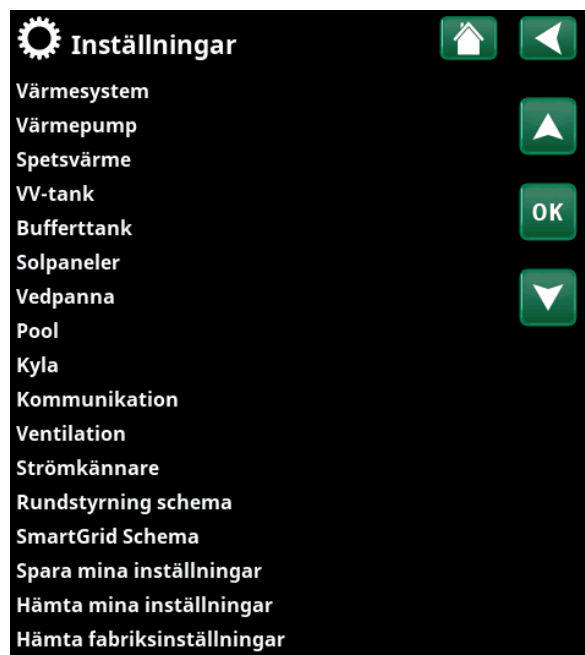 Inställningar
Värmesystem
Värmepump
Spetsvärme
VV-tank
Bufferttank
OK
Solpaneler
Vedpanna
Pool
Kyla
Kommunikation
Ventilation
Strömkännare
Rundstyrning schema
SmartGrid Schema
Spara mina inställningar
Hämta mina inställningar
Hämta fabriksinställningar